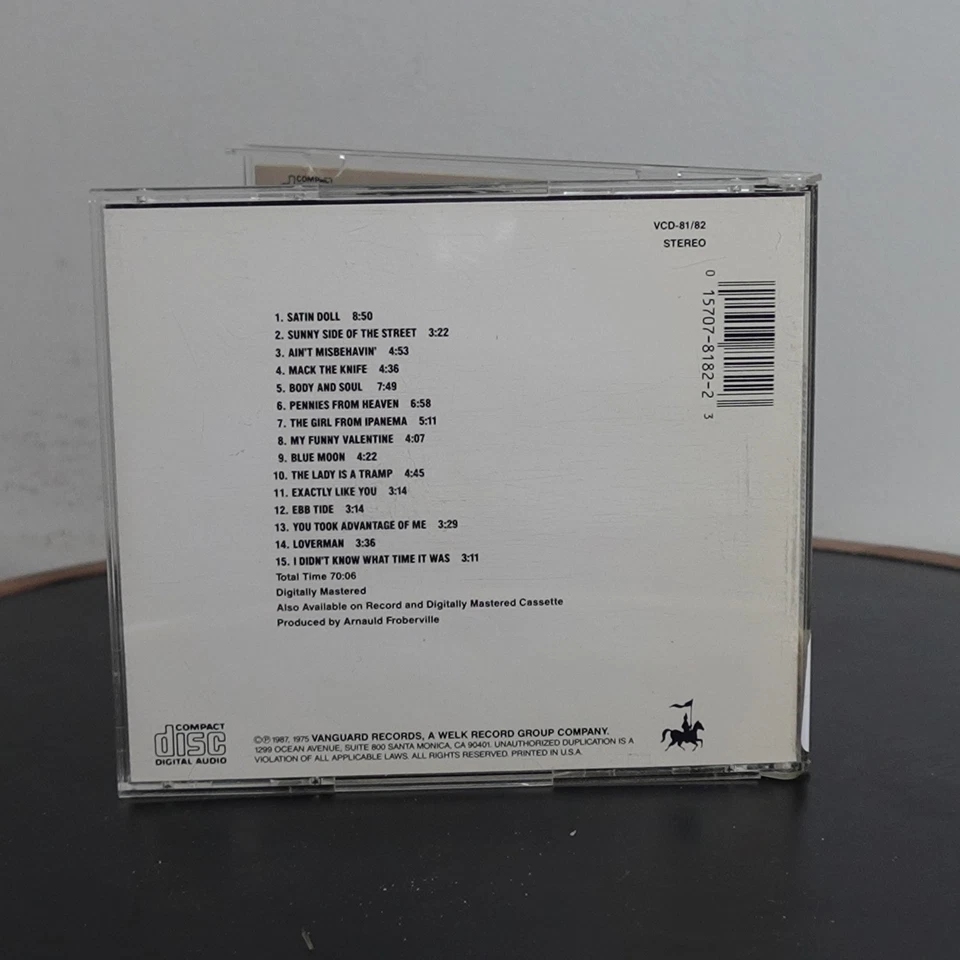 COMPACT
VCD-81/82
STEREO
0 15707-8182-2 3
1. SATIN DOLL 8:50
2. SUNNY SIDE OF THE STREET 3:22
3. AIN'T MISBEHAVIN' 4:53
4. MACK THE KNIFE 4:36
5. BODY AND SOUL 7:49
6. PENNIES FROM HEAVEN 6:58
7. THE GIRL FROM IPANEMA 5:11
8. MY FUNNY VALENTINE 4:07
9. BLUE MOON 4:22
10. THE LADY IS A TRAMP 4:45
11. EXACTLY LIKE YOU 3:14
12. EBB TIDE 3:14
13. YOU TOOK ADVANTAGE OF ME 3:29
14. LOVERMAN 3:36
15. I DIDN'T KNOW WHAT TIME IT WAS 3:11
Total Time 70:06
Digitally Mastered
Also Available on Record and Digitally Mastered Cassette
Produced by Arnauld Froberville
COMPACT
disc
DIGITAL AUDIO
©℗ 1987, 1975 VANGUARD RECORDS, A WELK RECORD GROUP COMPANY.
1299 OCEAN AVENUE, SUITE 800 SANTA MONICA, CA 90401. UNAUTHORIZED DUPLICATION IS A
VIOLATION OF ALL APPLICABLE LAWS. ALL RIGHTS RESERVED. PRINTED IN U.S.A.